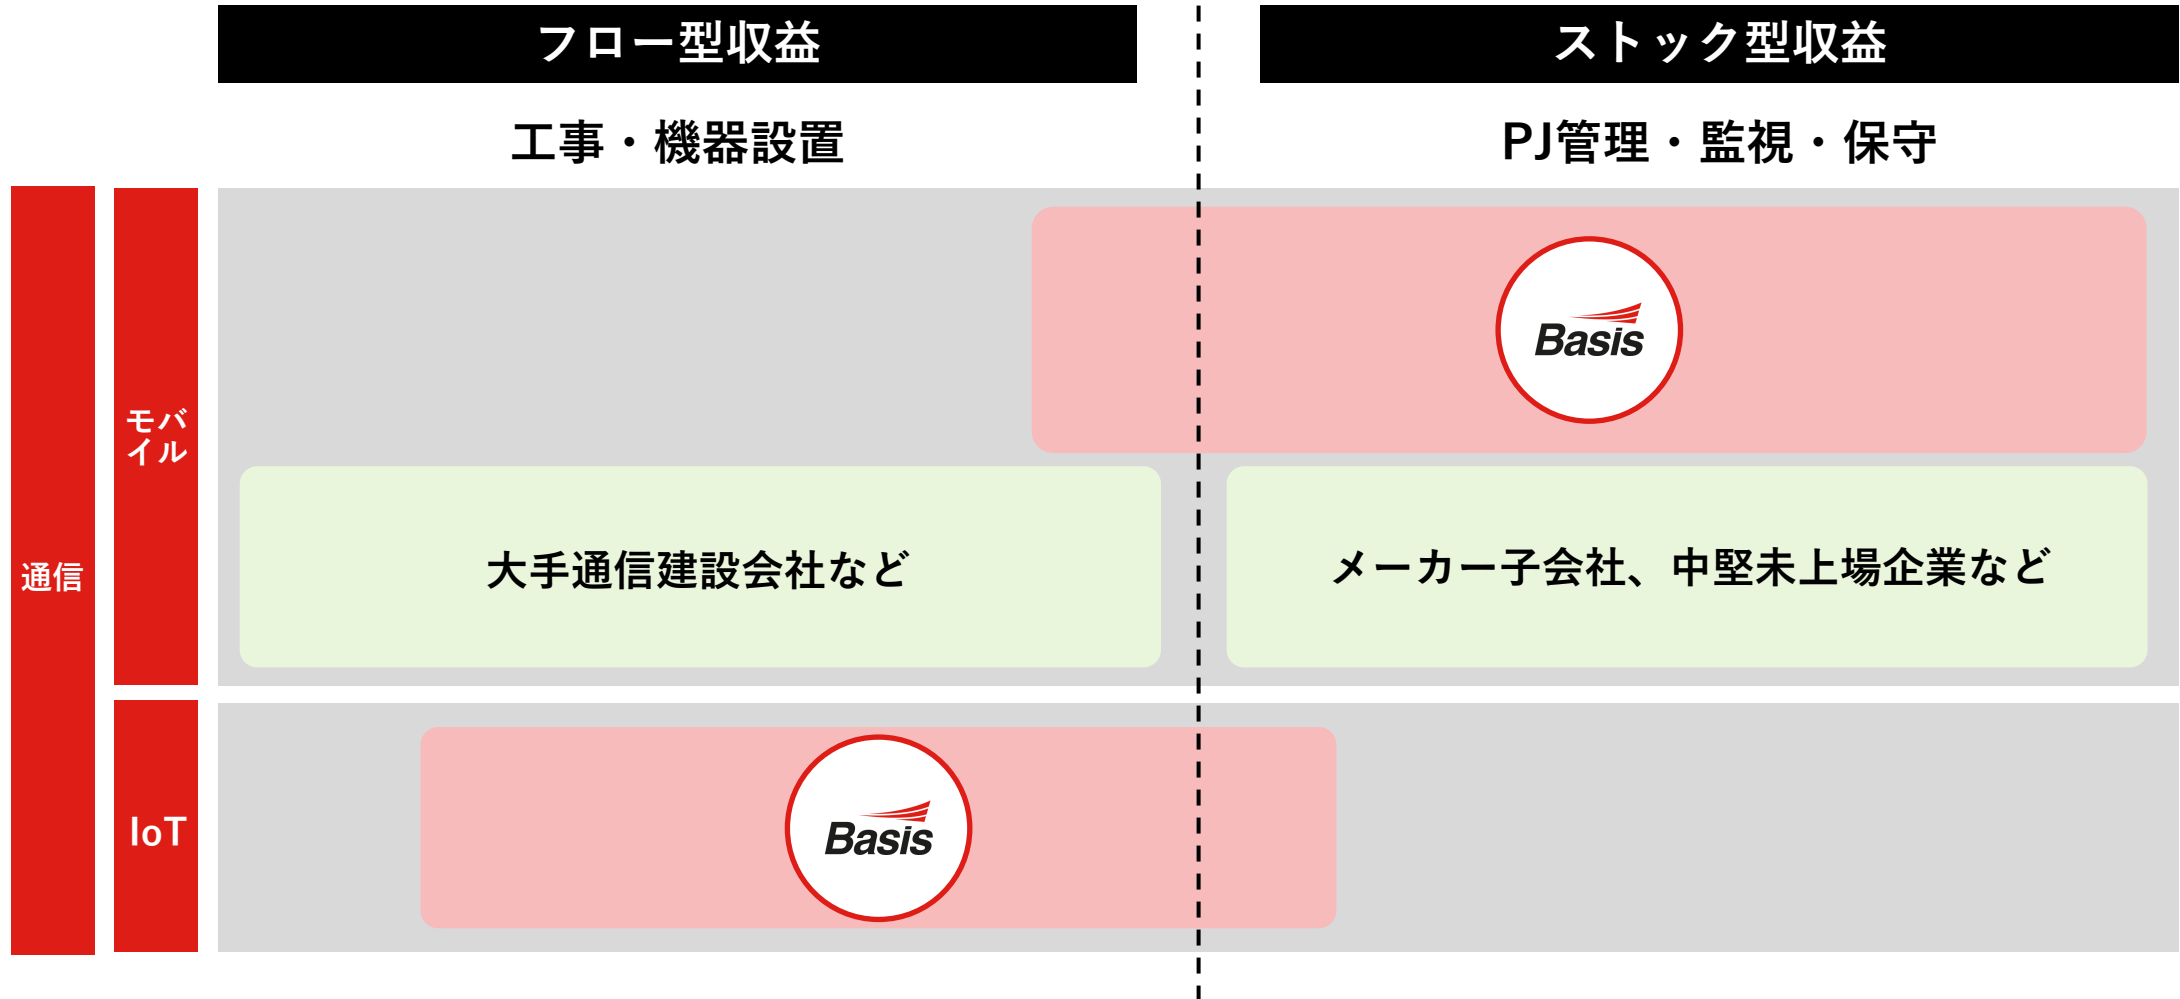 フロー型収益
ストック型収益
工事・機器設置
PJ管理・監視・保守
通信
モバ
イル
Basis
大手通信建設会社など
メーカー子会社、中堅未上場企業など
IoT
Basis